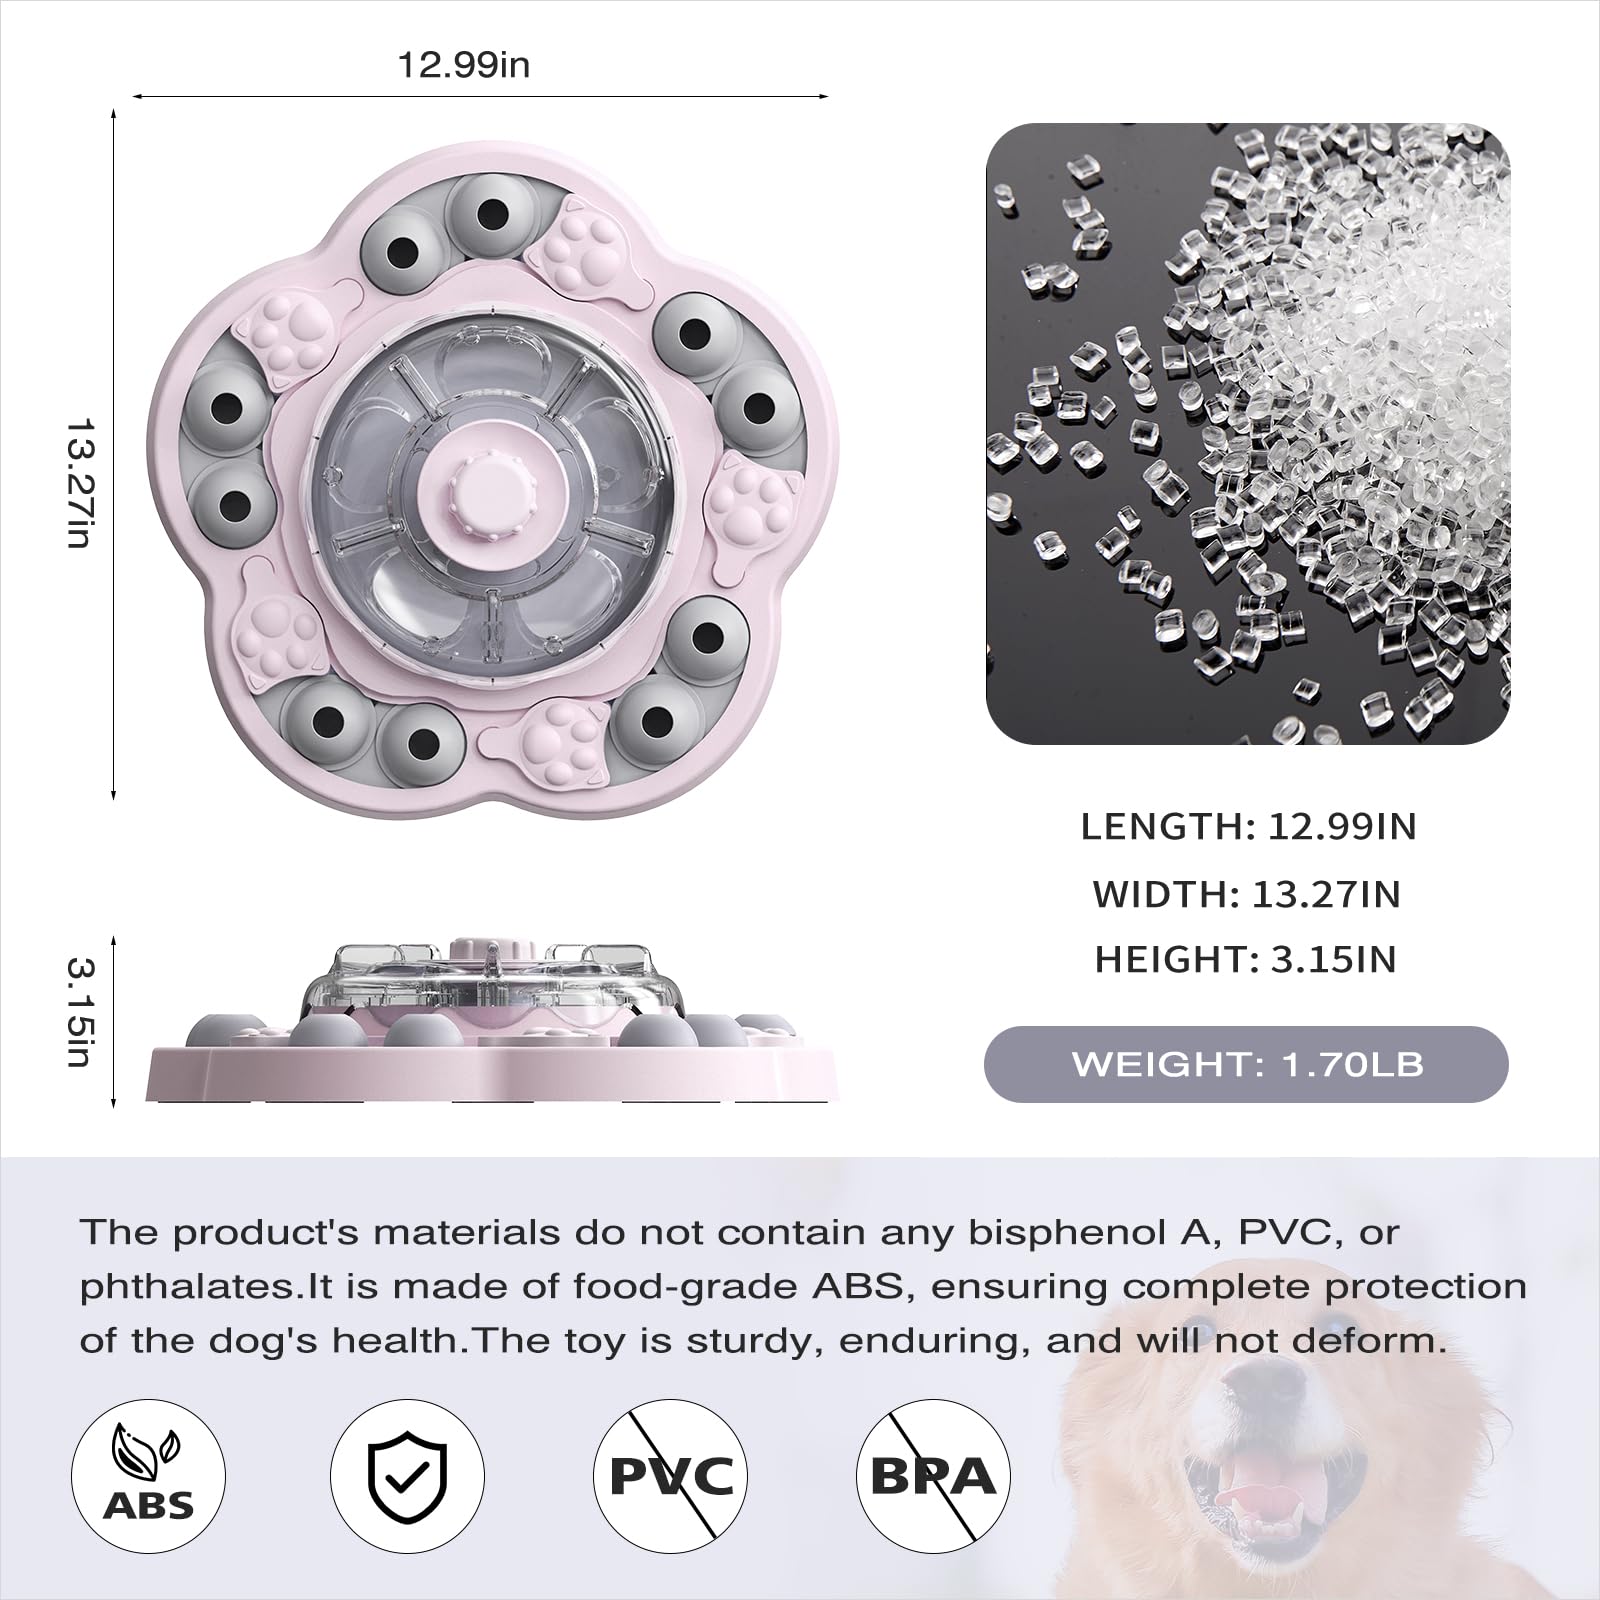 12.99in
13.27in
3.15in
LENGTH: 12.99IN
WIDTH: 13.27IN
HEIGHT: 3.15IN
WEIGHT: 1.70LB
The product's materials do not contain any bisphenol A, PVC, or
phthalates.It is made of food-grade ABS, ensuring complete protection
of the dog's health.The toy is sturdy, enduring, and will not deform.
ABS
PVC
BPA